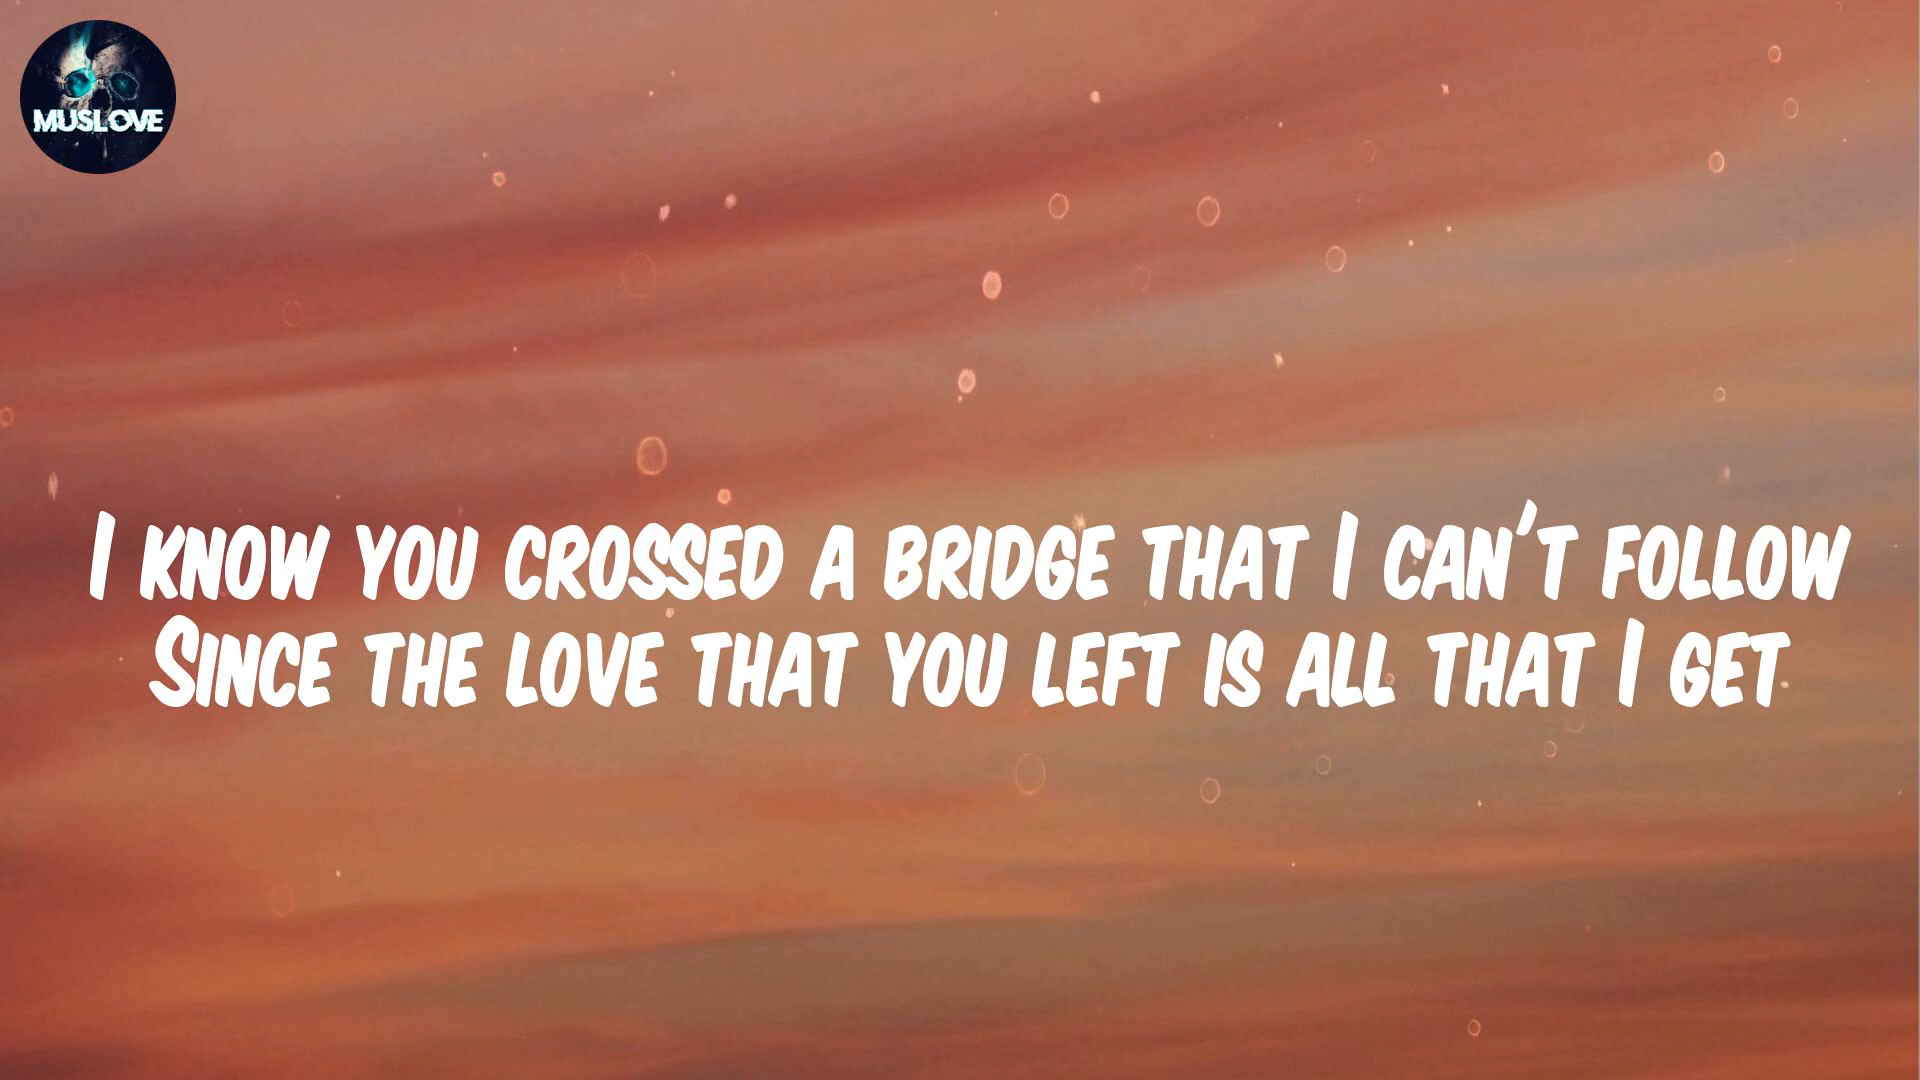 MUSLOVE
I KNOW YOU CROSSED A BRIDGE THAT I CAN'T FOLLOW
SINCE THE LOVE THAT YOU LEFT IS ALL THAT I GET